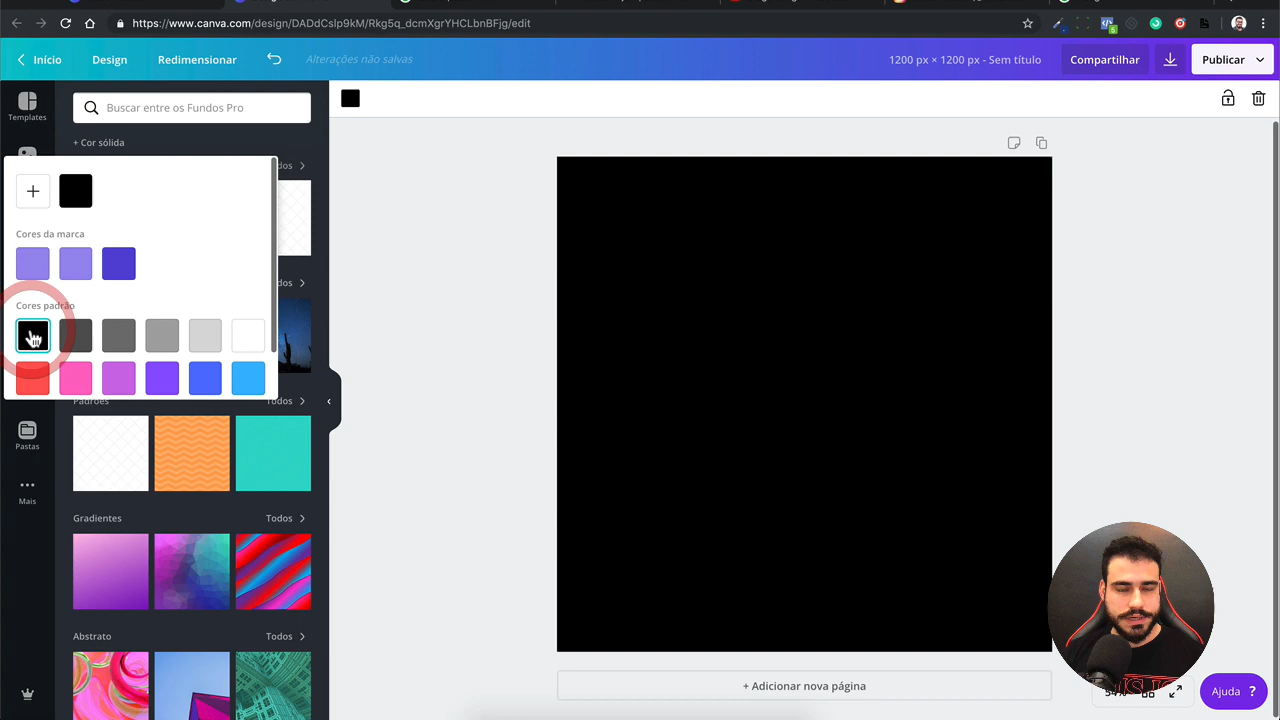 https://www.canva.com/design/DADdCslp9kM/Rkg5q_dcmXgrYHCLbnBFjg/edit
Início
Design
Redimensionar
Alterações não salvas
1200 px × 1200 px - Sem título
Compartilhar
Publicar
Templates
Buscar entre os Fundos Pro
+ Cor sólida
Cores da marca
Cores padrão
Padrões
Todos
Pastas
Mais
Gradientes
Todos
Abstrato
Todos
+ Adicionar nova página
Ajuda ?